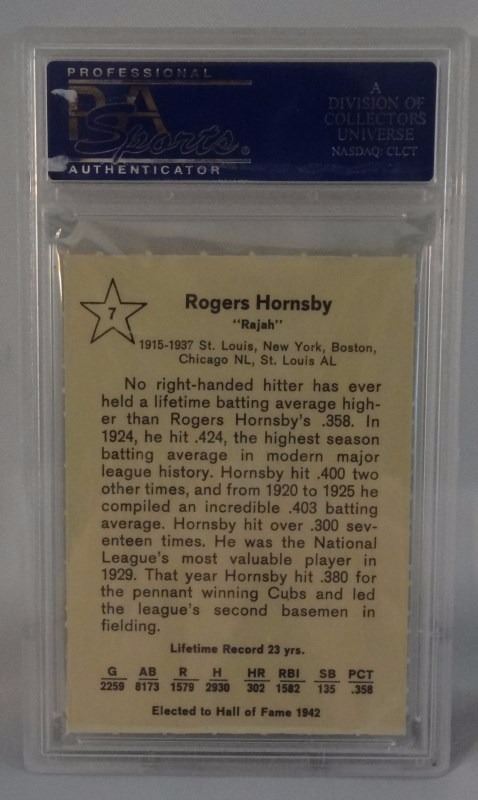 PROFESSIONAL
PSA
Sports®
AUTHENTICATOR
A
DIVISION OF
COLLECTORS
UNIVERSE
NASDAQ: CLCT
7
Rogers Hornsby
"Rajah"
1915-1937 St. Louis, New York, Boston,
Chicago NL, St. Louis AL
No right-handed hitter has ever
held a lifetime batting average high-
er than Rogers Hornsby's .358. In
1924, he hit .424, the highest season
batting average in modern major
league history. Hornsby hit .400 two
other times, and from 1920 to 1925 he
compiled an incredible .403 batting
average. Hornsby hit over .300 sev-
enteen times. He was the National
League's most valuable player in
1929. That year Hornsby hit .380 for
the pennant winning Cubs and led
the league's second basemen in
fielding.
Lifetime Record 23 yrs.
G AB R H HR RBI SB PCT
2259 8173 1579 2930 302 1582 135 .358
Elected to Hall of Fame 1942